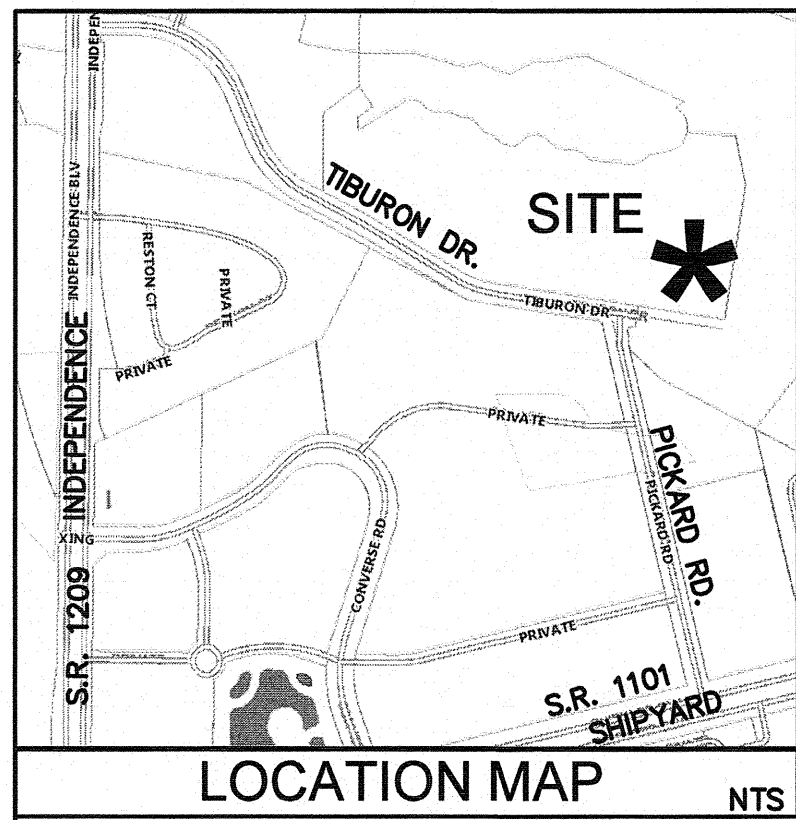 INDEPEN
INDEPENDENCE BLV
TIBURON DR.
SITE
*
RESTON CT
PRIVATE
PRIVATE
TIBURON DR
S.R. 1209 INDEPENDENCE
PRIVATE
PICKARD RD.
PICKARD RD
XING
CONVERSE RD
PRIVATE
S.R. 1101
SHIPYARD
LOCATION MAP
NTS